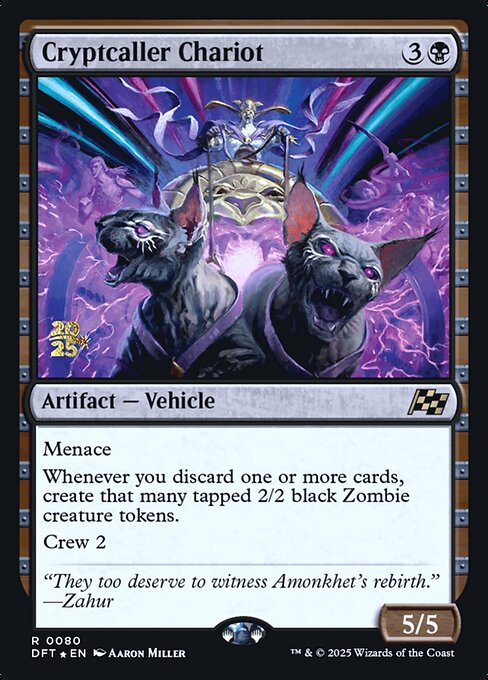 Cryptcaller Chariot 3
2025
Artifact — Vehicle
Menace
Whenever you discard one or more cards,
create that many tapped 2/2 black Zombie
creature tokens.
Crew 2
“They too deserve to witness Amonkhet’s rebirth.”
—Zahur
5/5
R 0080
DFT ★ EN Aaron Miller
™ & © 2025 Wizards of the Coast